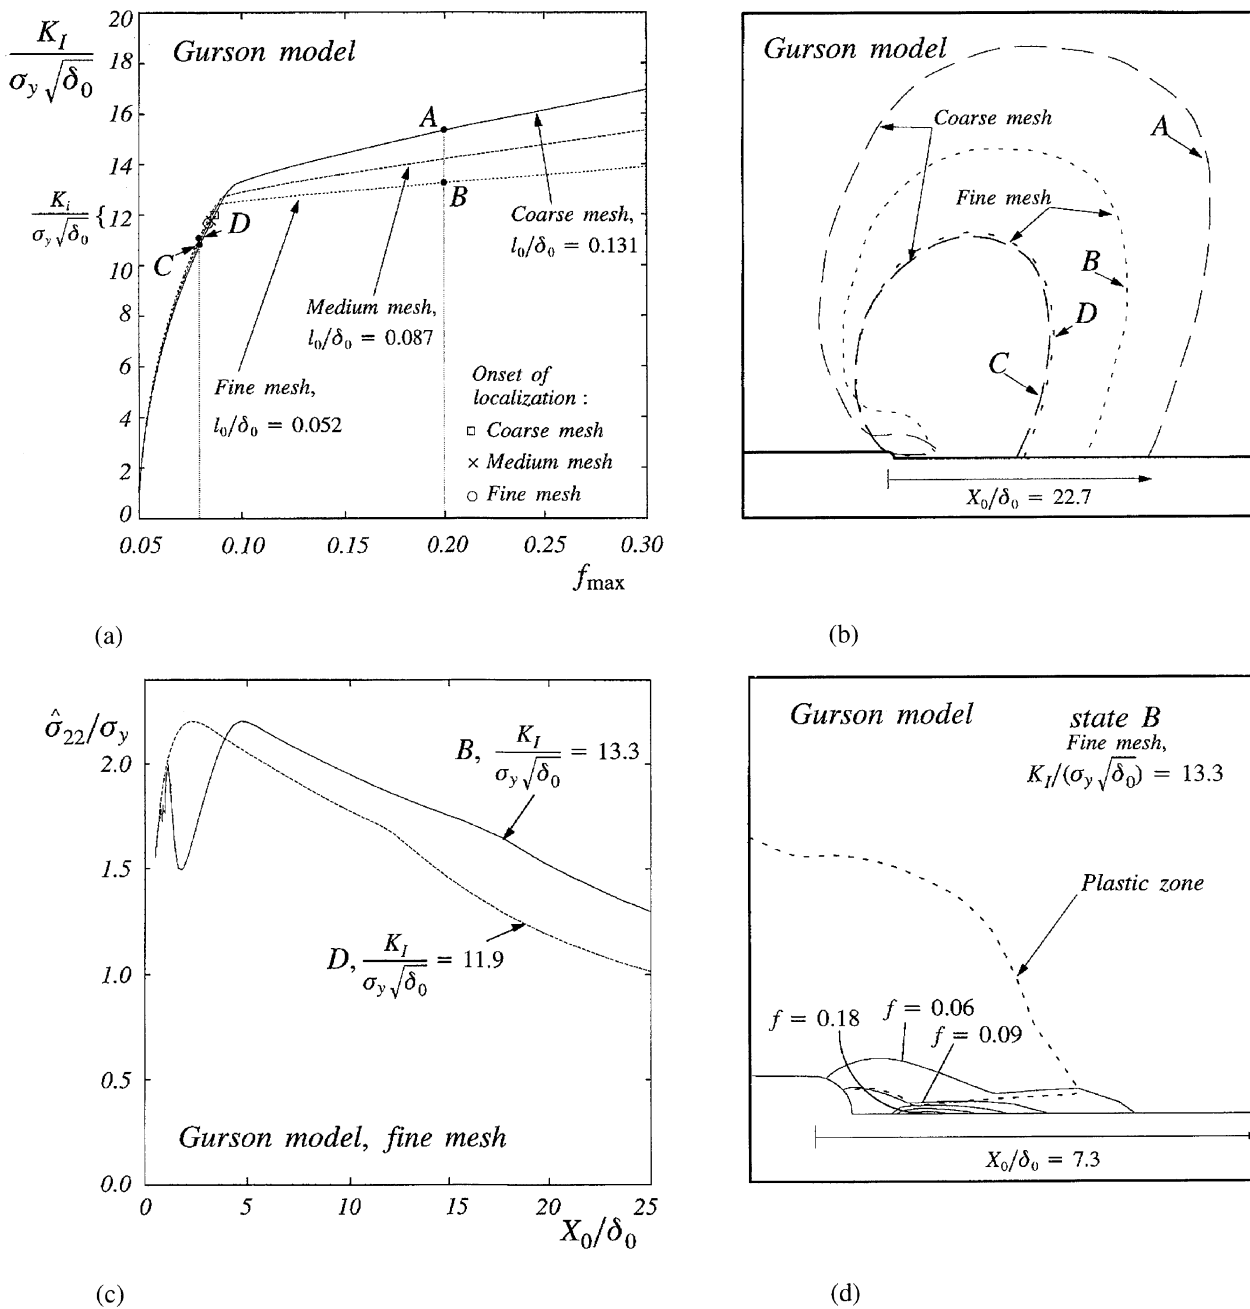 Gurson model
K_I
σ_y √δ_0
20
18
16
14
12
10
8
6
4
2
0
K_i
σ_y √δ_0
{
A
B
C
D
Coarse mesh,
l_0/δ_0 = 0.131
Medium mesh,
l_0/δ_0 = 0.087
Fine mesh,
l_0/δ_0 = 0.052
Onset of
localization :
□ Coarse mesh
× Medium mesh
○ Fine mesh
0.05 0.10 0.20 0.25 0.30
f_max
(a)
Gurson model
Coarse mesh
A
Fine mesh
B
D
C
X_0/δ_0 = 22.7
(b)
σ̂_22/σ_y
2.0
1.5
1.0
0.5
0.0
B, K_I / σ_y √δ_0 = 13.3
D, K_I / σ_y √δ_0 = 11.9
Gurson model, fine mesh
0 5 10 15 20 25
X_0/δ_0
(c)
Gurson model
state B
Fine mesh,
K_I/(σ_y √δ_0) = 13.3
Plastic zone
f = 0.18
f = 0.06
f = 0.09
X_0/δ_0 = 7.3
(d)